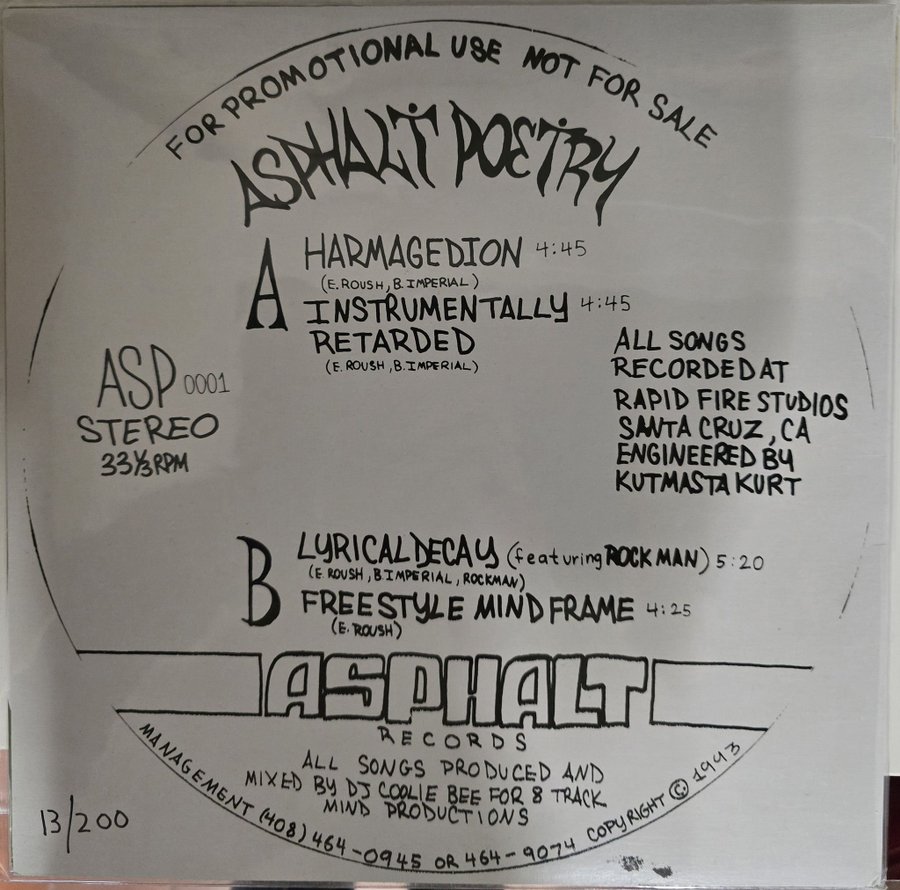 FOR PROMOTIONAL USE NOT FOR SALE
ASPHALT POETRY
A
HARMAGEDION 4:45
(E. ROUSH, B. IMPERIAL)
INSTRUMENTALLY 4:45
RETARDED
(E. ROUSH, B. IMPERIAL)
ASP 0001
STEREO
33⅓ RPM
ALL SONGS
RECORDED AT
RAPID FIRE STUDIOS
SANTA CRUZ, CA
ENGINEERED BY
KUTMASTA KURT
B
LYRICAL DECAY (featuring ROCKMAN) 5:20
(E. ROUSH, B IMPERIAL, ROCKMAN)
FREESTYLE MIND FRAME 4:25
(E. ROUSH)
ASPHALT
RECORDS
ALL SONGS PRODUCED AND
MIXED BY DJ COOLIE BEE FOR 8 TRACK
MIND PRODUCTIONS
MANAGEMENT (408) 464-0945 OR 464-9074 COPYRIGHT © 1993
13/200